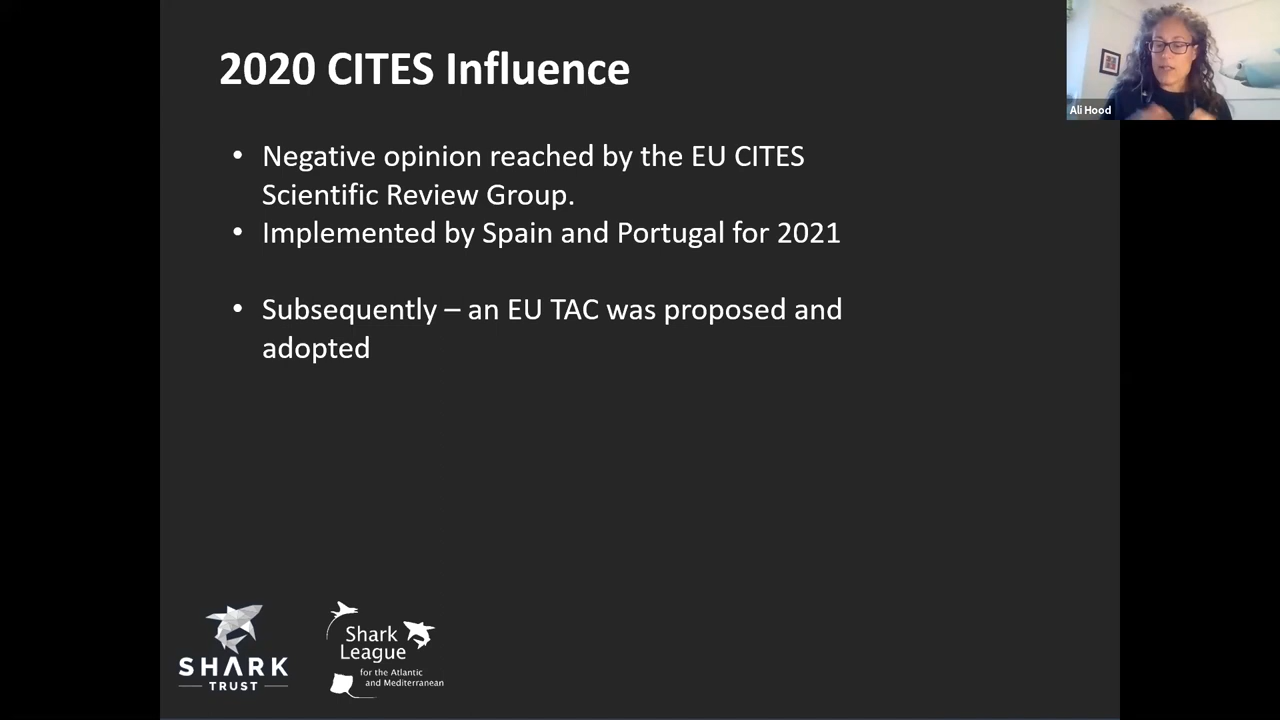 2020 CITES Influence
Ali Hood
• Negative opinion reached by the EU CITES
Scientific Review Group.
• Implemented by Spain and Portugal for 2021
• Subsequently – an EU TAC was proposed and
adopted
SHARK
TRUST
Shark
League
for the Atlantic
and Mediterranean